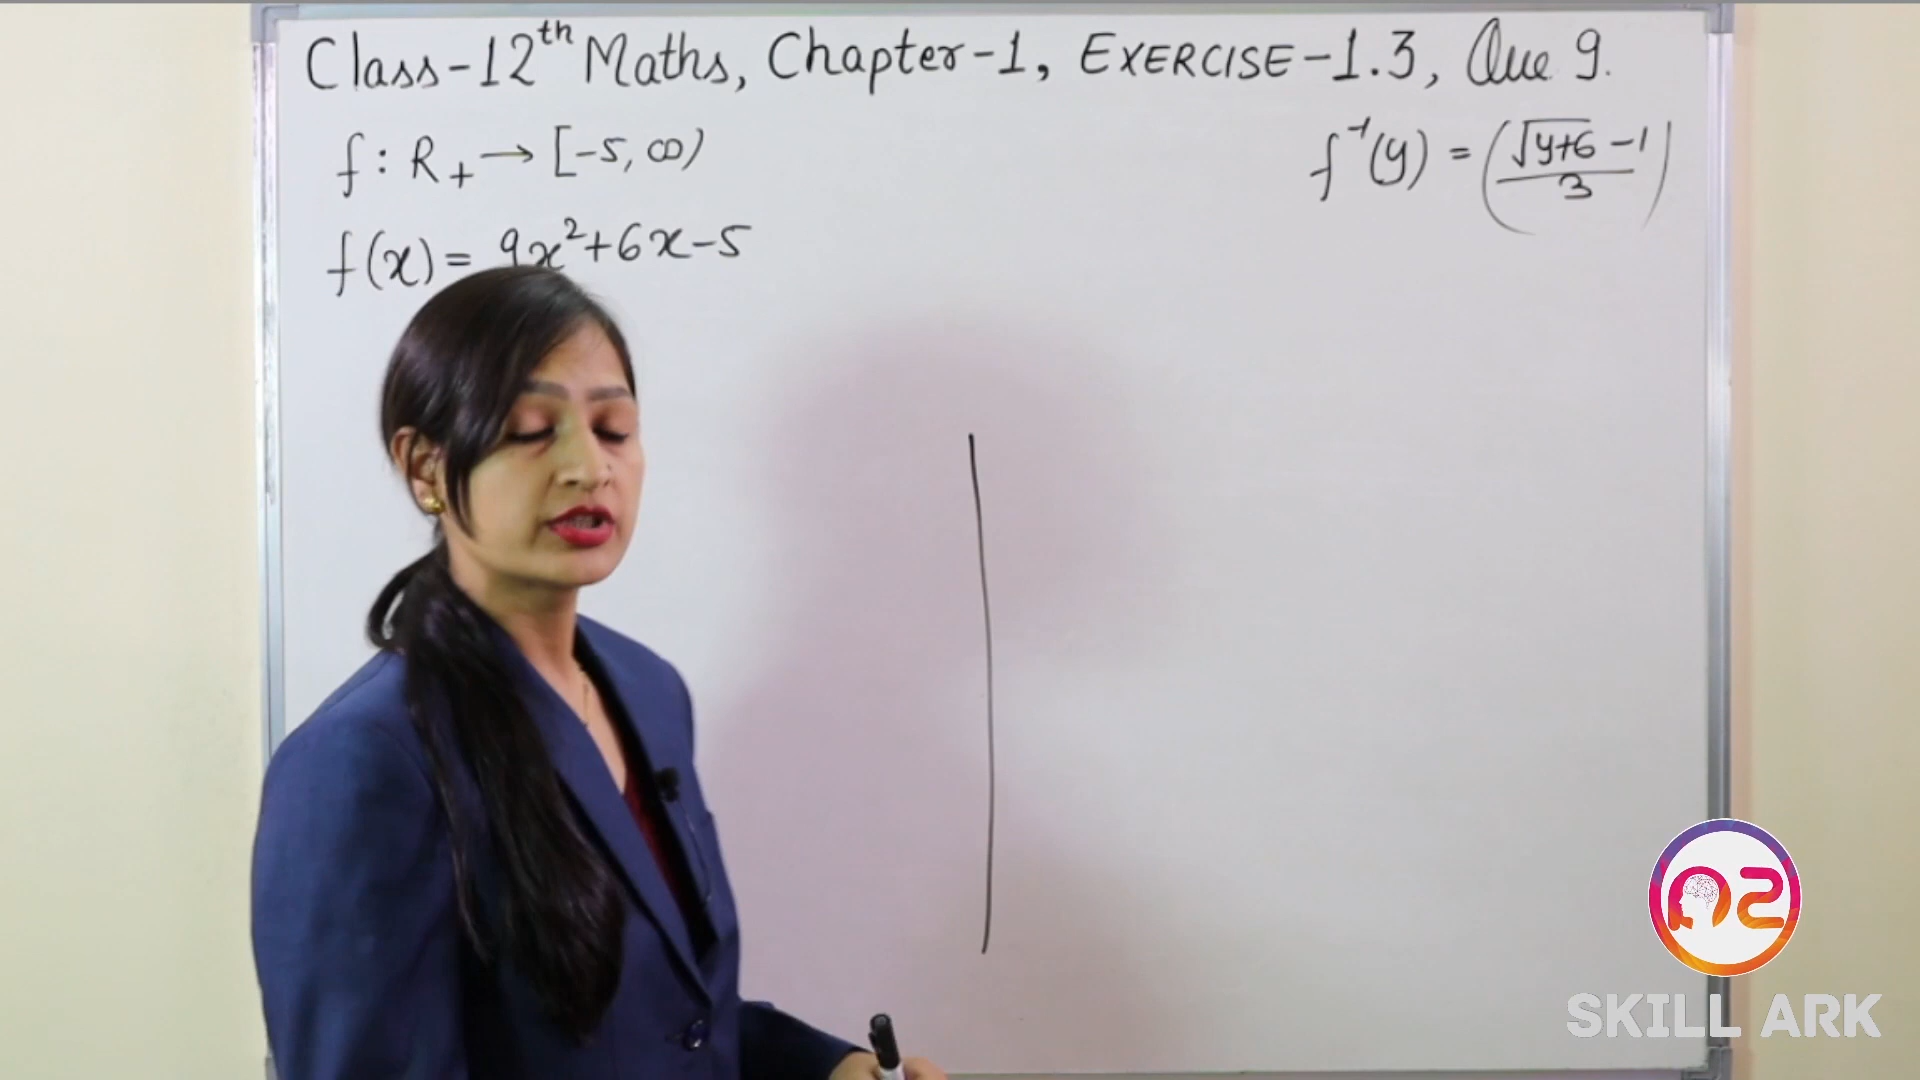 Class-12th Maths, Chapter-1, EXERCISE-1.3, Que 9.
f : R+ → [-5, ∞)
f⁻¹(y) = ((√(y+6) - 1)/3)
f(x) = 9x²+6x-5
SKILL ARK